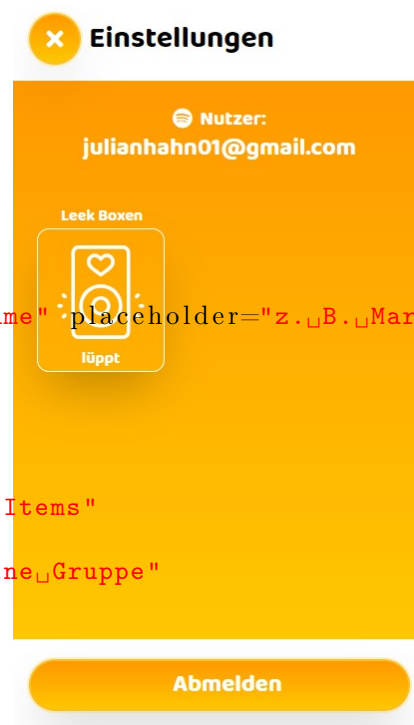 Einstellungen
Nutzer:
julianhahn01@gmail.com
Leek Boxen
me" placeholder="z.␣B.␣Mar
lüppt
Items"
ne␣Gruppe"
Abmelden